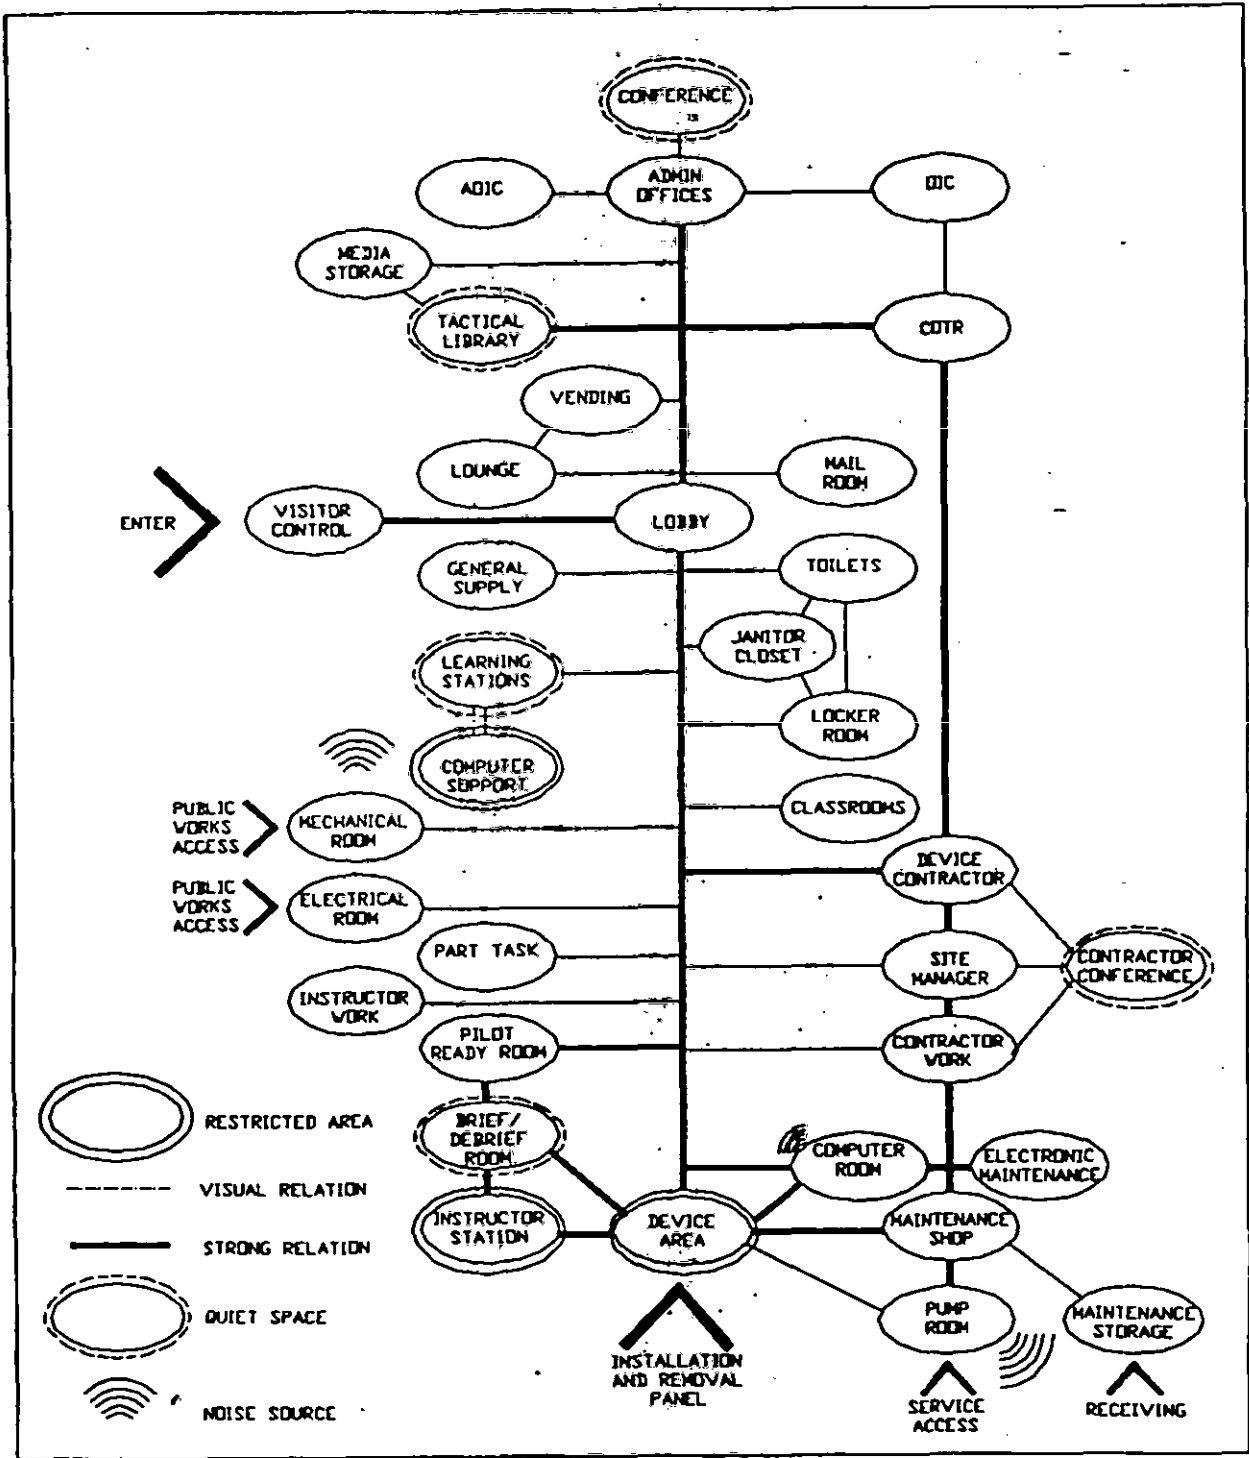 CONFERENCE
AOIC
ADMIN
OFFICES
OIC
MEDIA
STORAGE
TACTICAL
LIBRARY
COTR
VENDING
LOUNGE
MAIL
ROOM
ENTER
VISITOR
CONTROL
LOBBY
GENERAL
SUPPLY
TOILETS
JANITOR
CLOSET
LEARNING
STATIONS
LOCKER
ROOM
COMPUTER
SUPPORT
CLASSROOMS
PUBLIC
WORKS
ACCESS
MECHANICAL
ROOM
DEVICE
CONTRACTOR
PUBLIC
WORKS
ACCESS
ELECTRICAL
ROOM
PART TASK
SITE
MANAGER
CONTRACTOR
CONFERENCE
INSTRUCTOR
WORK
PILOT
READY ROOM
CONTRACTOR
WORK
BRIEF/
DEBRIEF
ROOM
COMPUTER
ROOM
ELECTRONIC
MAINTENANCE
INSTRUCTOR
STATION
DEVICE
AREA
MAINTENANCE
SHOP
PUMP
ROOM
MAINTENANCE
STORAGE
INSTALLATION
AND REMOVAL
PANEL
SERVICE
ACCESS
RECEIVING
RESTRICTED AREA
VISUAL RELATION
STRONG RELATION
QUIET SPACE
NOISE SOURCE